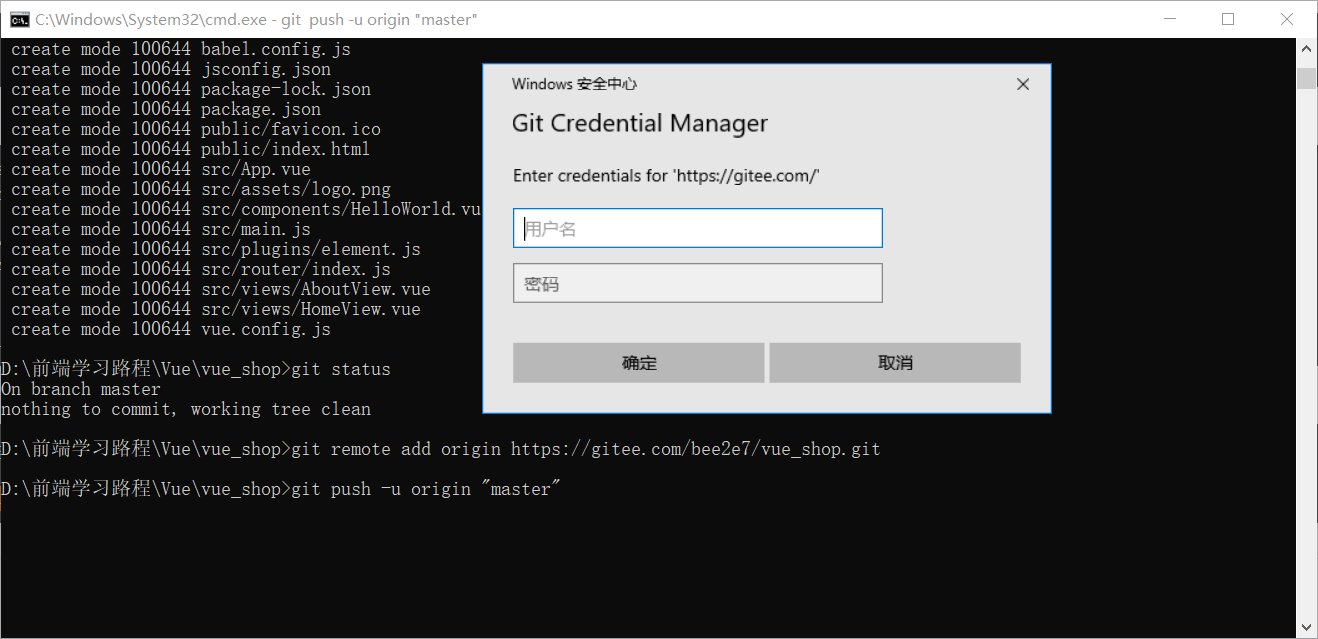 C:\Windows\System32\cmd.exe - git  push -u origin "master"
create mode 100644 babel.config.js
create mode 100644 jsconfig.json
create mode 100644 package-lock.json
create mode 100644 package.json
create mode 100644 public/favicon.ico
create mode 100644 public/index.html
create mode 100644 src/App.vue
create mode 100644 src/assets/logo.png
create mode 100644 src/components/HelloWorld.vu
create mode 100644 src/main.js
create mode 100644 src/plugins/element.js
create mode 100644 src/router/index.js
create mode 100644 src/views/AboutView.vue
create mode 100644 src/views/HomeView.vue
create mode 100644 vue.config.js
D:\前端学习路程\Vue\vue_shop>git status
On branch master
nothing to commit, working tree clean
D:\前端学习路程\Vue\vue_shop>git remote add origin https://gitee.com/bee2e7/vue_shop.git
D:\前端学习路程\Vue\vue_shop>git push -u origin "master"
Windows 安全中心
Git Credential Manager
Enter credentials for 'https://gitee.com/'
用户名
密码
确定
取消